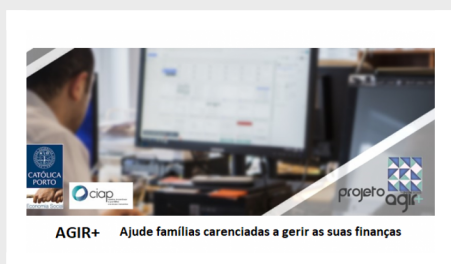 CATÓLICA
PORTO
Economia Social
ciap
projeto
agir+
AGIR+ Ajude famílias carenciadas a gerir as suas finanças